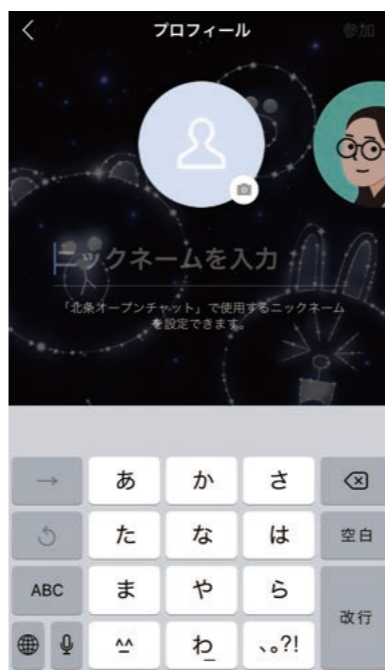 プロフィール
参加
ニックネームを入力
「北条オープンチャット」で使用するニックネーム
を設定できます。
→ あ か さ
た な は 空白
ABC ま や ら
改行
^^ わ_ 、。?!